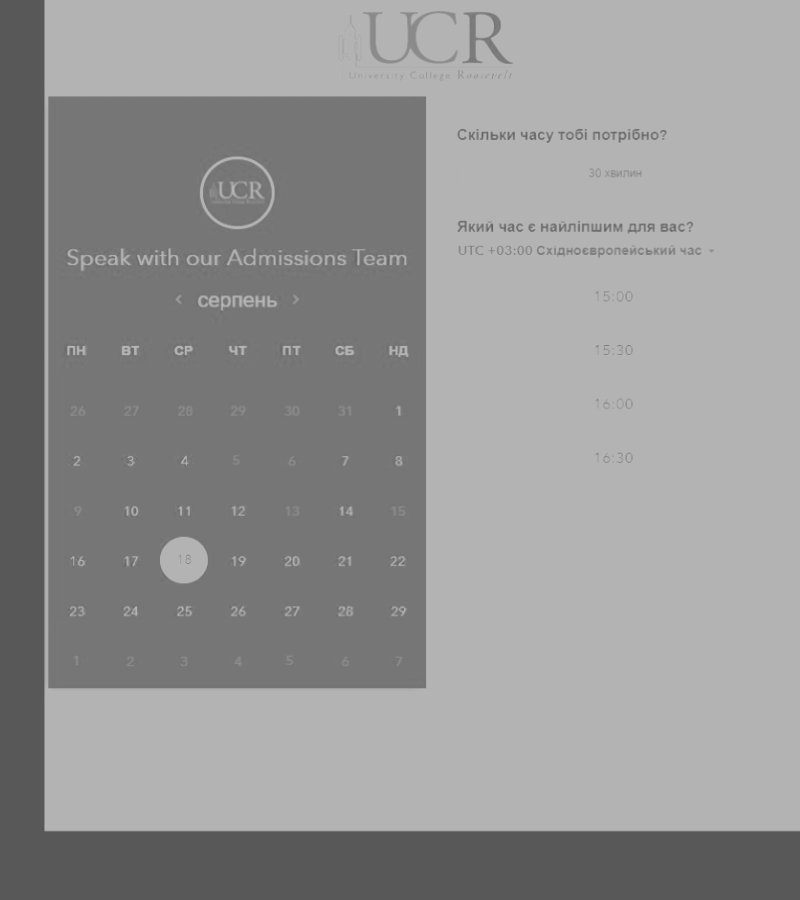 UCR
University College Roosevelt
UCR
Speak with our Admissions Team
< серпень >
ПН ВТ СР ЧТ ПТ СБ НД
26 27 28 29 30 31 1
2 3 4 5 6 7 8
9 10 11 12 13 14 15
16 17 18 19 20 21 22
23 24 25 26 27 28 29
1 2 3 4 5 6 7
Скільки часу тобі потрібно?
30 хвилин
Який час є найліпшим для вас?
UTC +03:00 Східноєвропейський час
15:00
15:30
16:00
16:30